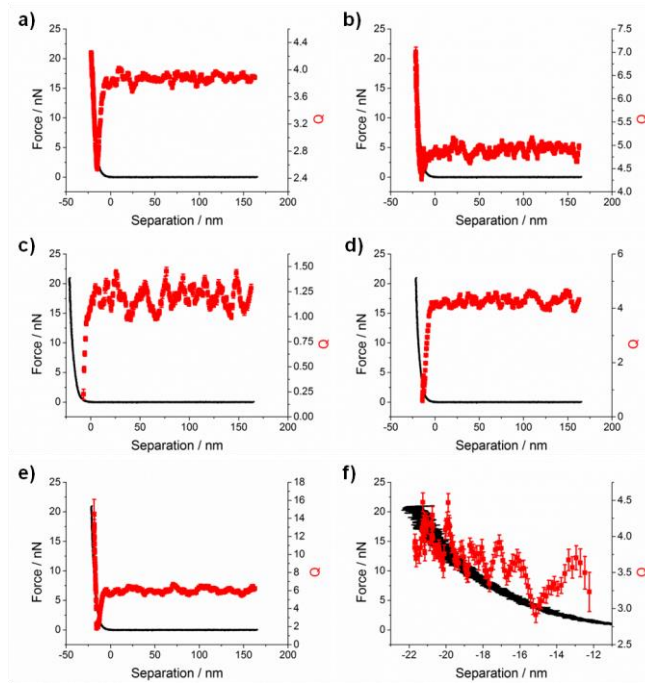 a)
Force / nN
25
20
15
10
5
0
4.4
4.0
3.6
3.2
2.8
2.4
Q
-50 0 50 100 150 200
Separation / nm
b)
Force / nN
25
20
15
10
5
0
7.5
7.0
6.5
6.0
5.5
5.0
4.5
4.0
Q
-50 0 50 100 150 200
Separation / nm
c)
Force / nN
25
20
15
10
5
0
1.50
1.25
1.00
0.75
0.50
0.25
0.00
Q
0 50 100 150 200
Separation / nm
d)
Force / nN
25
20
15
10
5
0
6
4
2
0
Q
-50 0 50 100 150 200
Separation / nm
e)
Force / nN
25
20
15
10
5
0
18
16
14
12
10
8
6
4
2
0
Q
-50 0 50 100 150 200
Separation / nm
f)
Force / nN
25
20
15
10
5
0
4.5
4.0
3.5
3.0
2.5
Q
-22 -20 -18 -16 -14 -12
Separation / nm